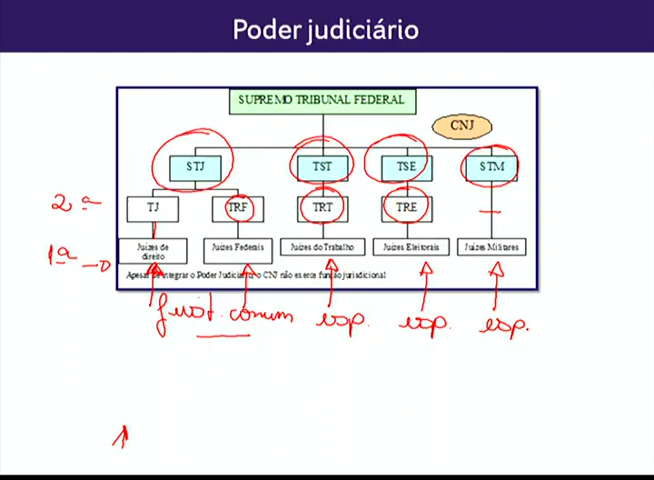 Poder judiciário
SUPREMO TRIBUNAL FEDERAL
CNJ
STJ TST TSE STM
2ª TJ TRF TRT TRE
1ª Juízes de direito Juízes Federais Juízes do Trabalho Juízes Eleitorais Juízes Militares
Apesar de integrar o Poder Judiciário o CNJ não exerce função jurisdicional
just. comum esp. esp. esp.